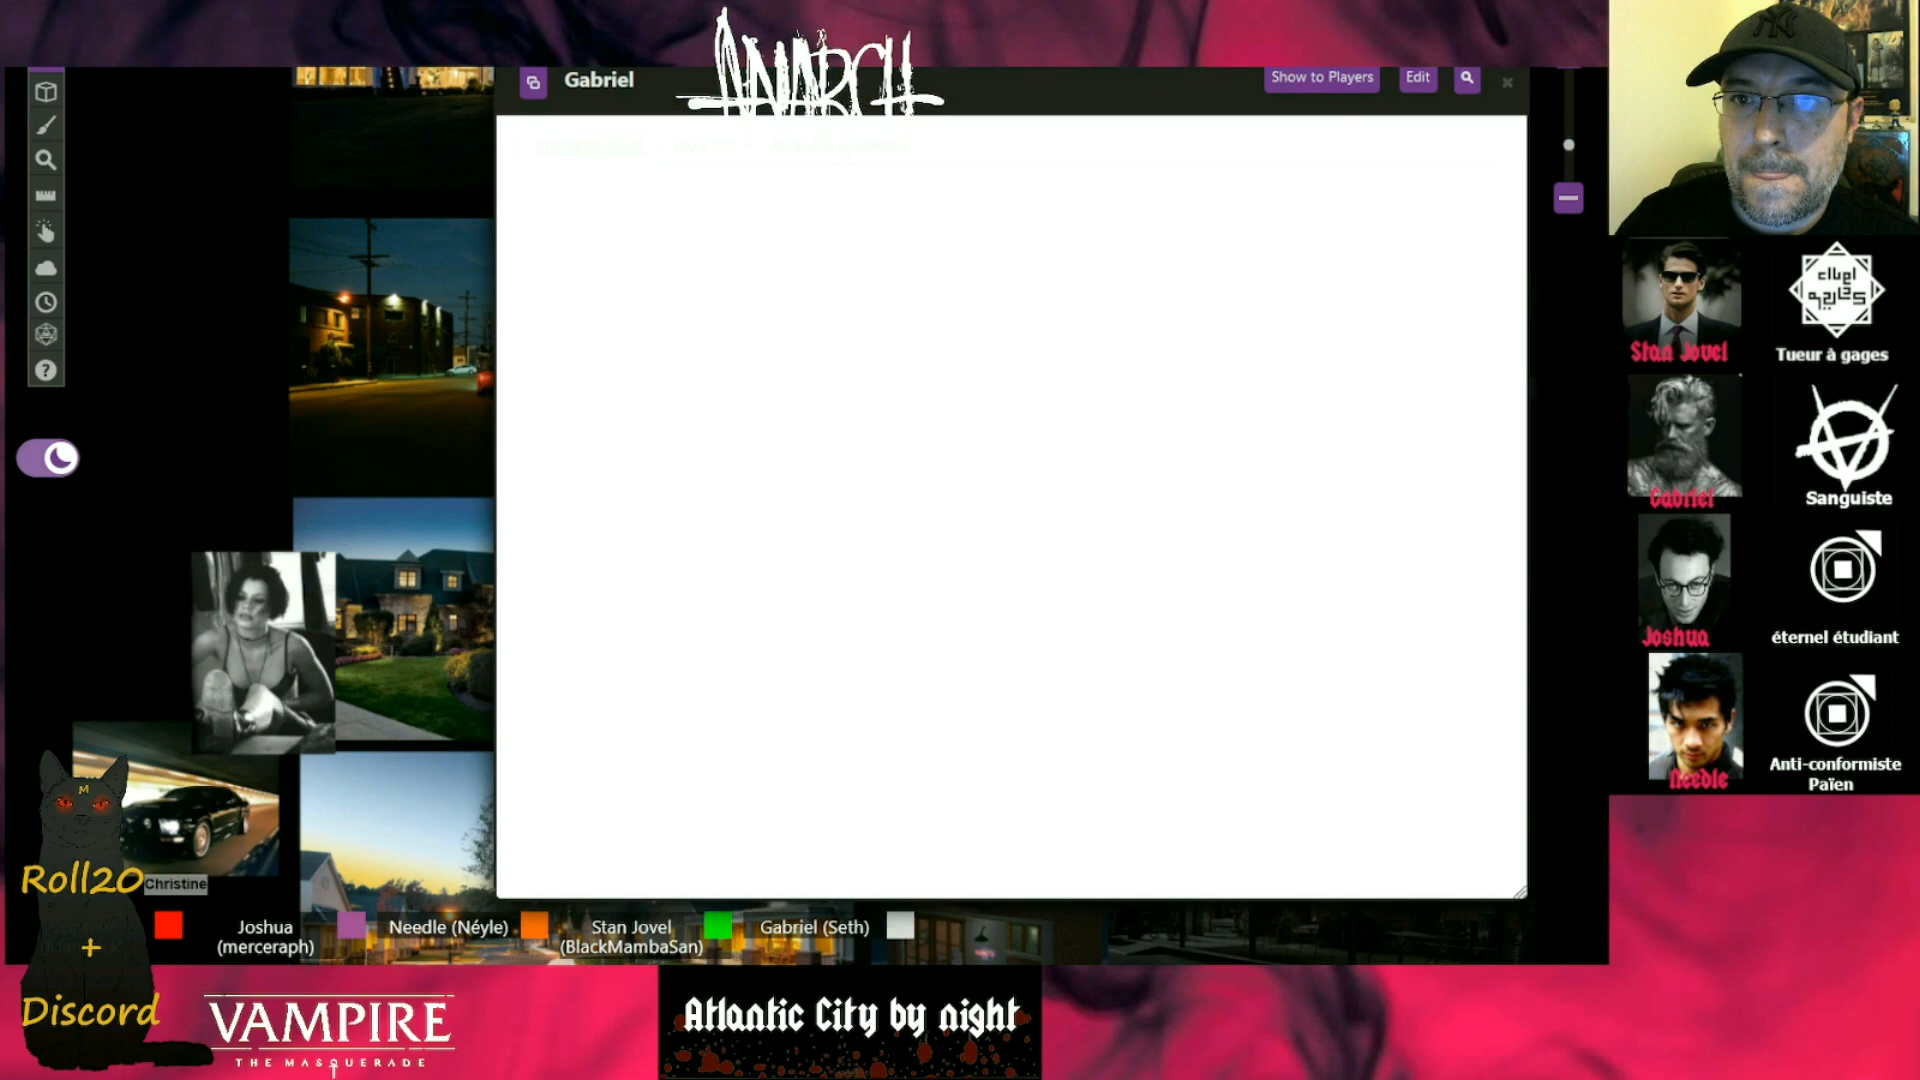 ANARCH
Gabriel
Show to Players
Edit
Stan Jovel
Tueur à gages
Gabriel
Sanguiste
Joshua
éternel étudiant
Needle
Anti-conformiste
Païen
M
Roll20
Christine
+
Discord
Joshua
(merceraph)
Needle (Néyle)
Stan Jovel
(BlackMambaSan)
Gabriel (Seth)
VAMPIRE
THE MASQUERADE
Atlantic City by night